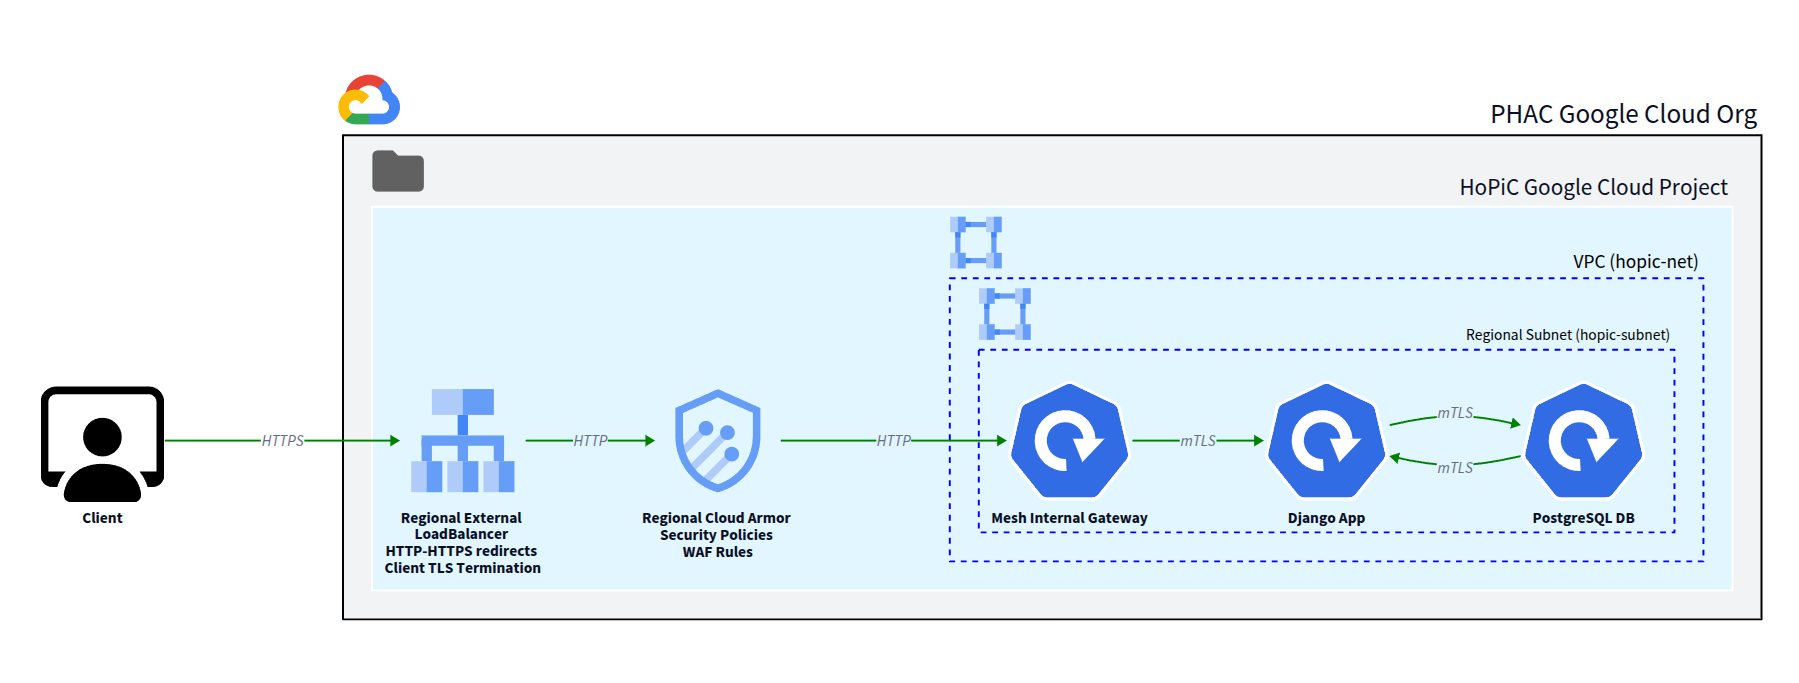 PHAC Google Cloud Org
HoPiC Google Cloud Project
VPC (hopic-net)
Regional Subnet (hopic-subnet)
HTTPS
HTTP
HTTP
mTLS
mTLS
mTLS
Client
Regional External
LoadBalancer
HTTP-HTTPS redirects
Client TLS Termination
Regional Cloud Armor
Security Policies
WAF Rules
Mesh Internal Gateway
Django App
PostgreSQL DB